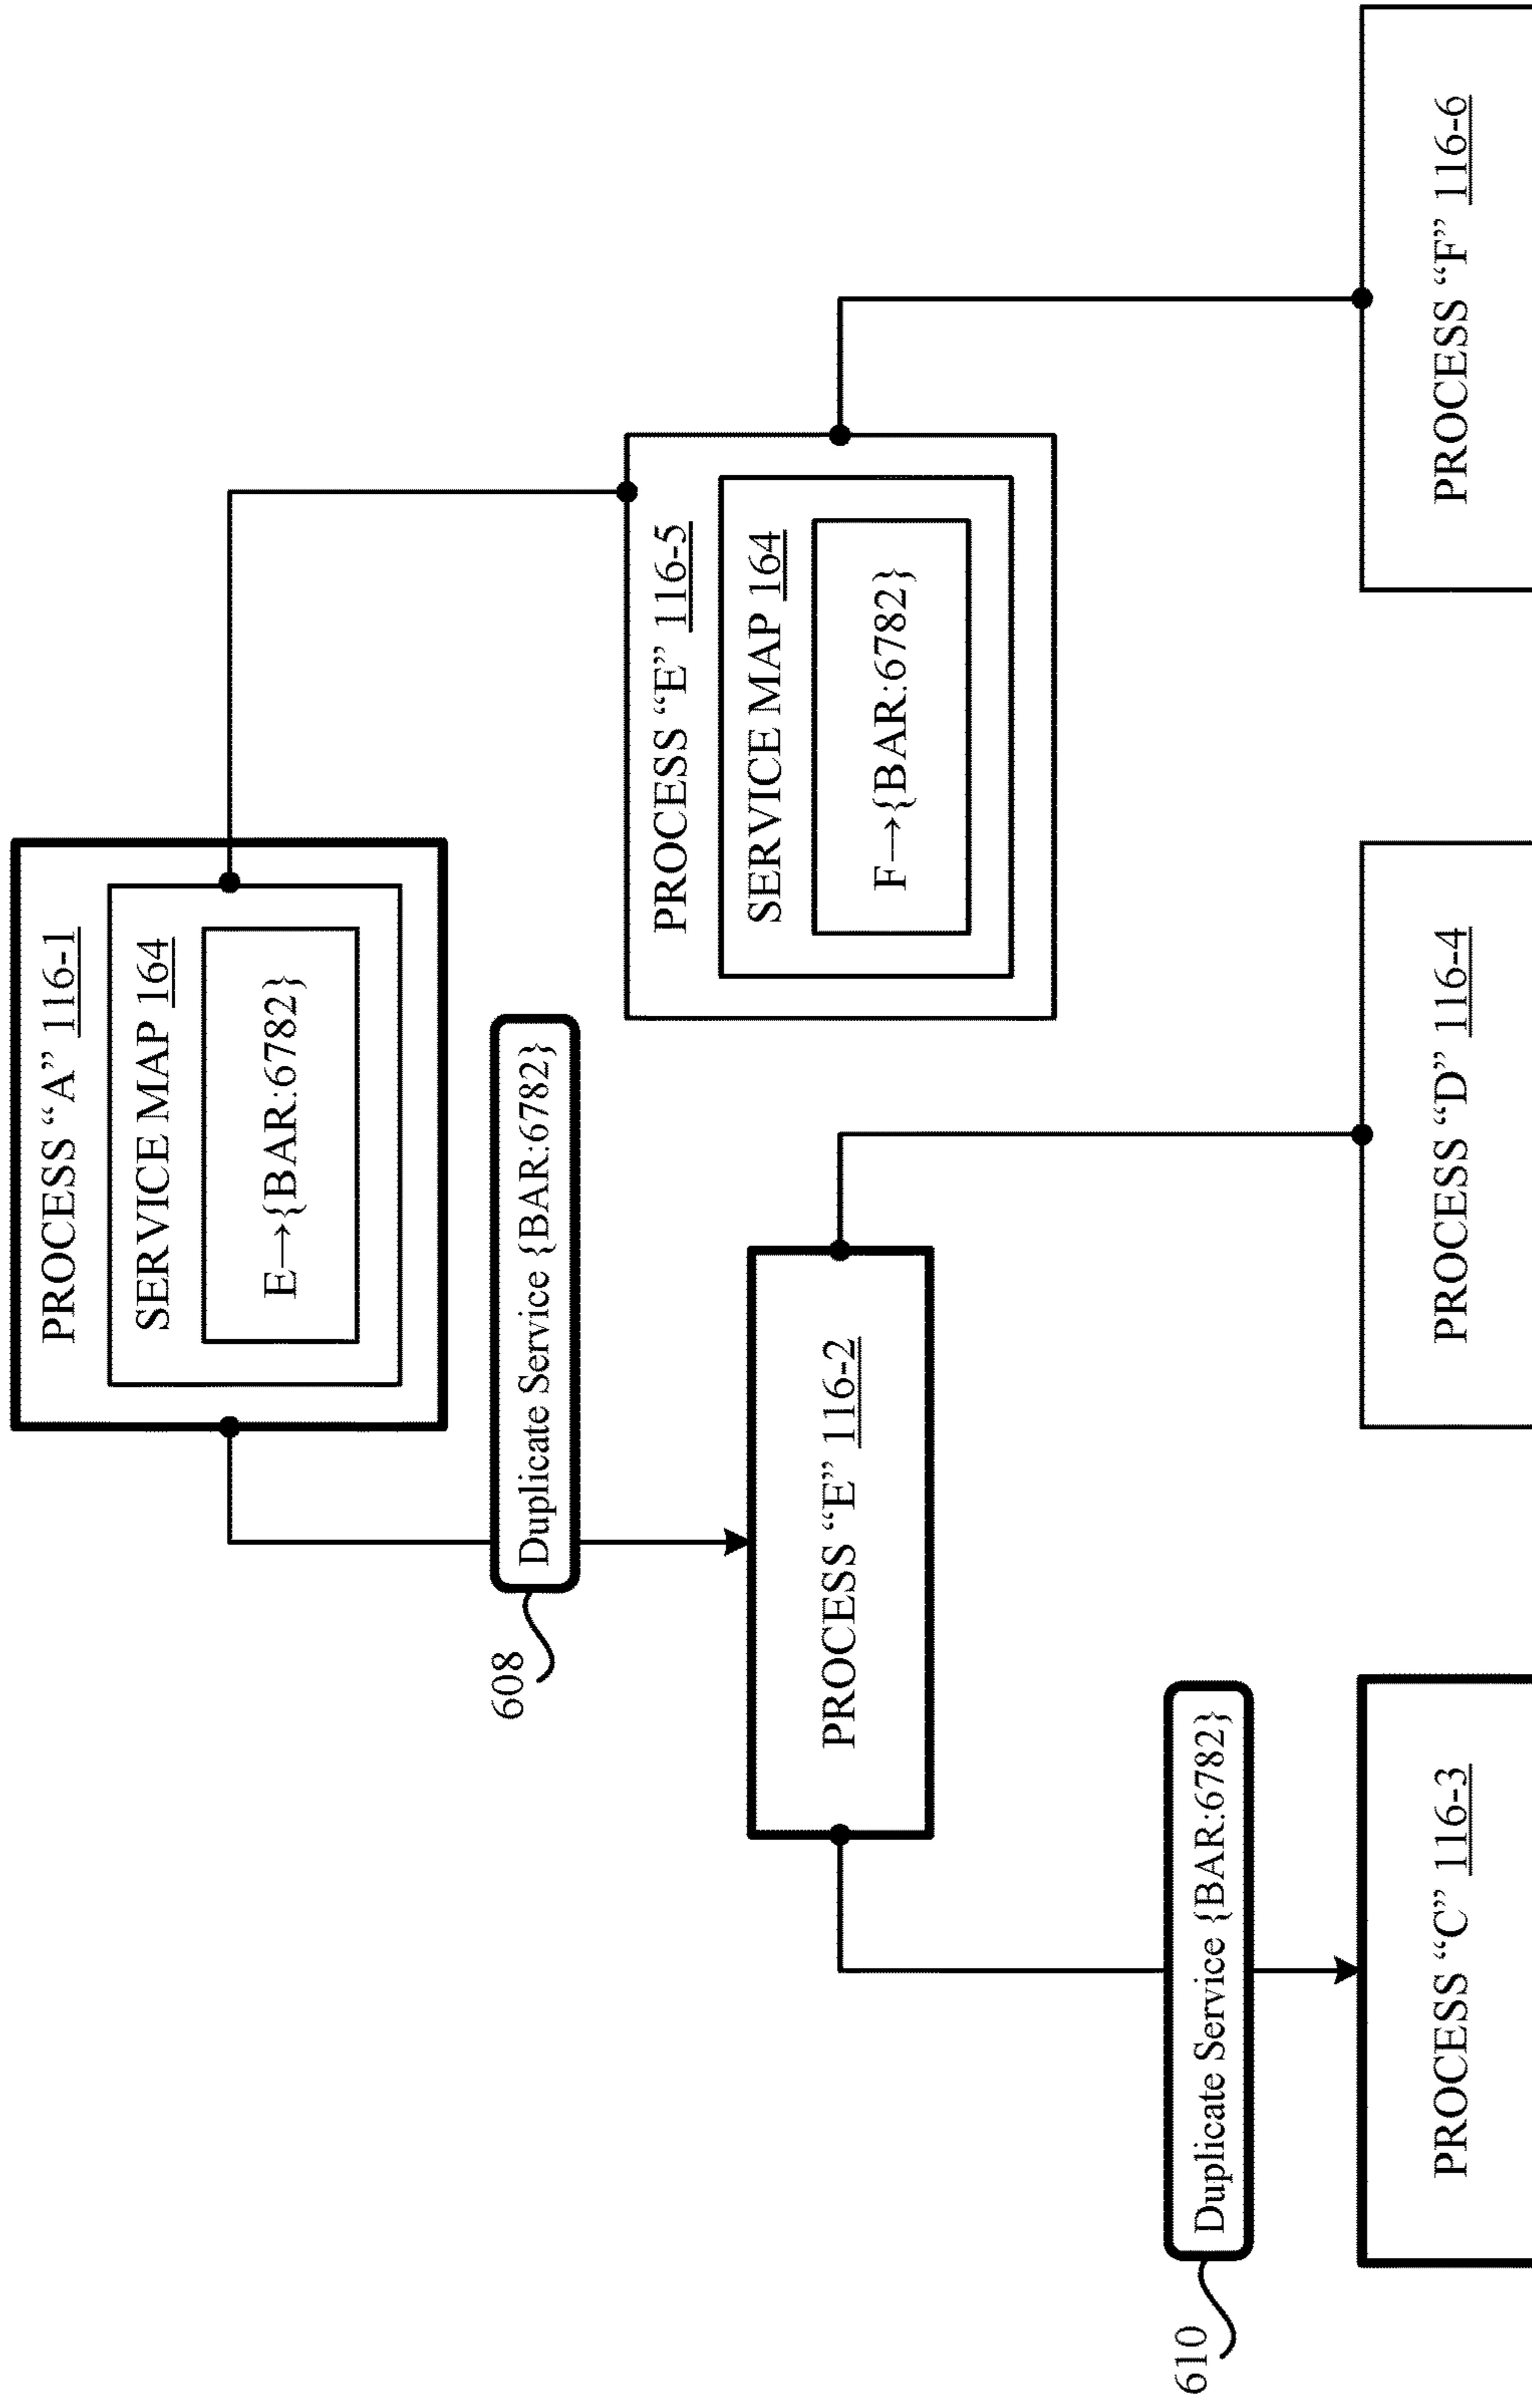 PROCESS “A” 116-1
SERVICE MAP 164
E→{BAR:6782}
608
Duplicate Service {BAR:6782}
PROCESS “E” 116-5
SERVICE MAP 164
F→{BAR:6782}
PROCESS “E” 116-2
610
Duplicate Service {BAR:6782}
PROCESS “C” 116-3
PROCESS “D” 116-4
PROCESS “F” 116-6